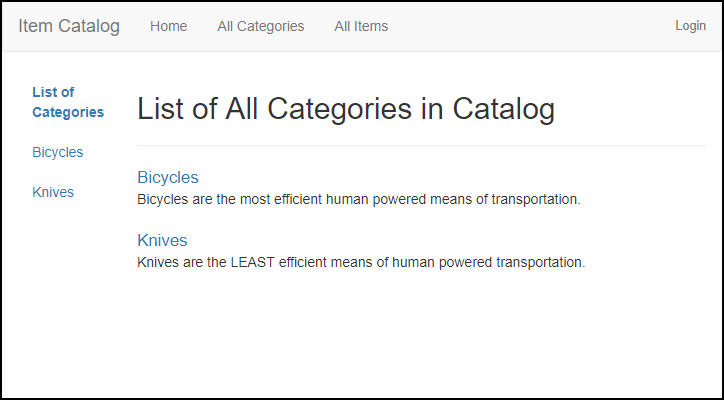 Item Catalog Home All Categories All Items Login
List of
Categories
Bicycles
Knives
List of All Categories in Catalog
Bicycles
Bicycles are the most efficient human powered means of transportation.
Knives
Knives are the LEAST efficient means of human powered transportation.